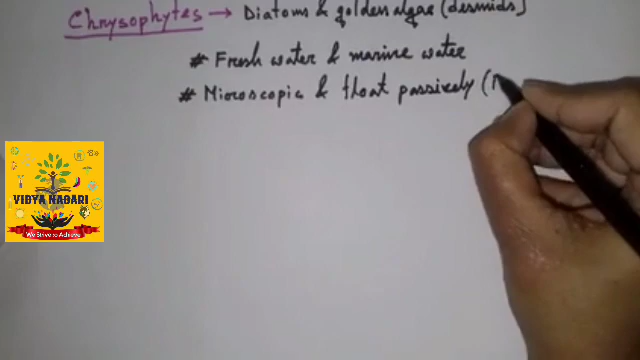 Chrysophytes → Diatoms & golden algae (desmids)
# Fresh water & marine water
# Microscopic & float passively (
VIDYA NAGARI
We Strive to Achieve